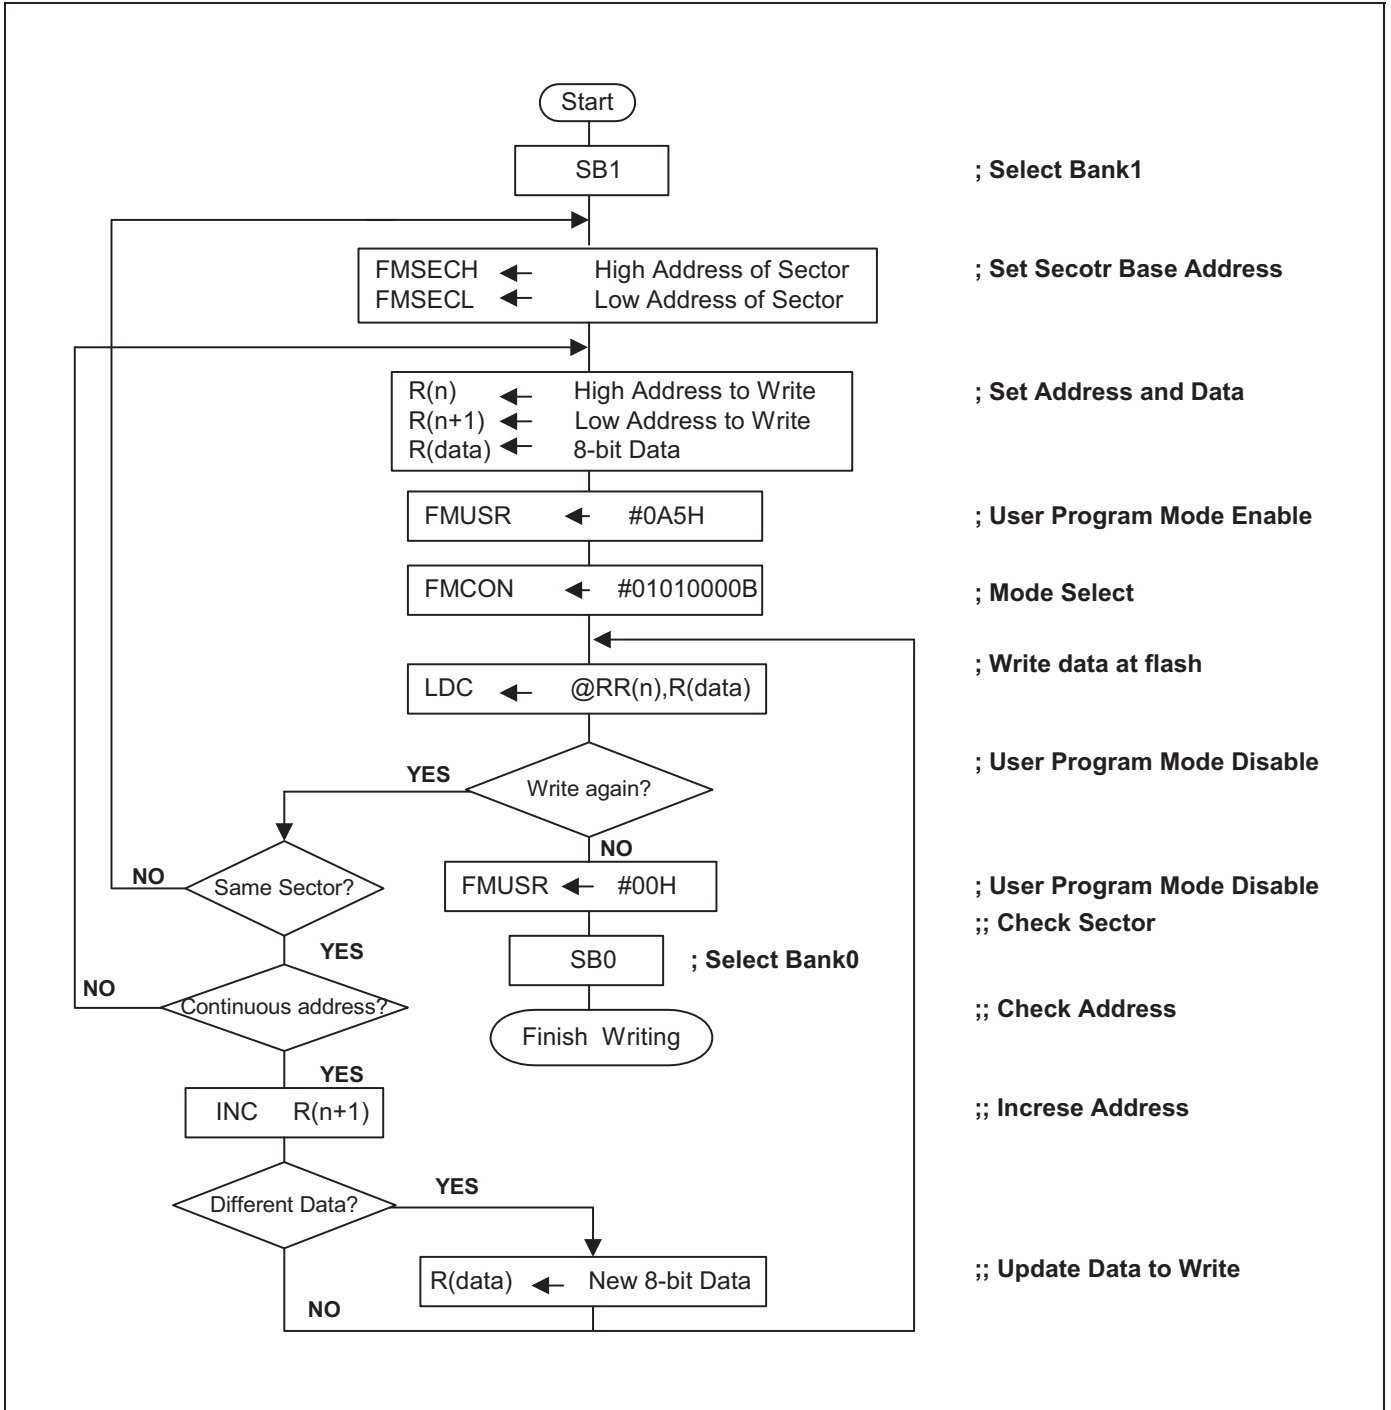 Start
SB1 ; Select Bank1
FMSECH High Address of Sector ; Set Secotr Base Address
FMSECL Low Address of Sector
R(n) High Address to Write ; Set Address and Data
R(n+1) Low Address to Write
R(data) 8-bit Data
FMUSR #0A5H ; User Program Mode Enable
FMCON #01010000B ; Mode Select
; Write data at flash
LDC @RR(n),R(data)
; User Program Mode Disable
YES
Write again?
NO
NO Same Sector? FMUSR #00H ; User Program Mode Disable
;; Check Sector
YES SB0 ; Select Bank0
NO
Continuous address? ;; Check Address
Finish Writing
YES
INC R(n+1) ;; Increse Address
YES
Different Data?
R(data) New 8-bit Data ;; Update Data to Write
NO